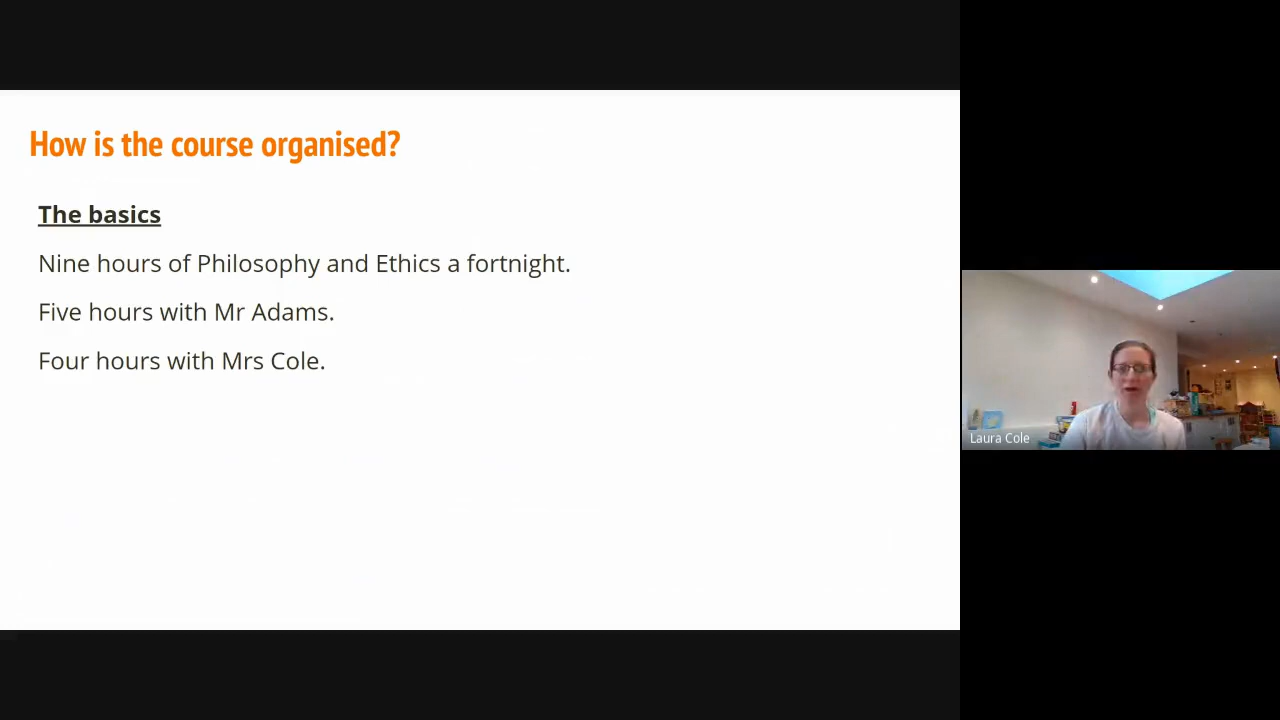 How is the course organised?
The basics
Nine hours of Philosophy and Ethics a fortnight.
Five hours with Mr Adams.
Four hours with Mrs Cole.
Laura Cole